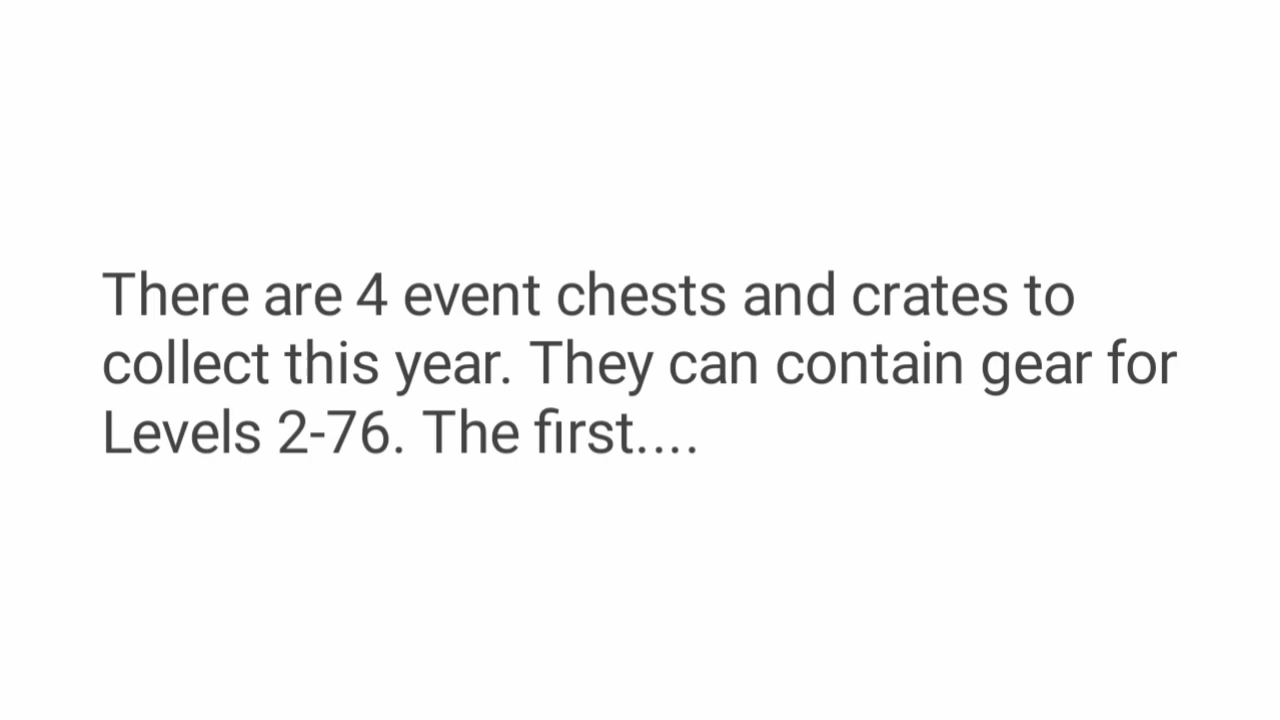 There are 4 event chests and crates to
collect this year. They can contain gear for
Levels 2-76. The first....